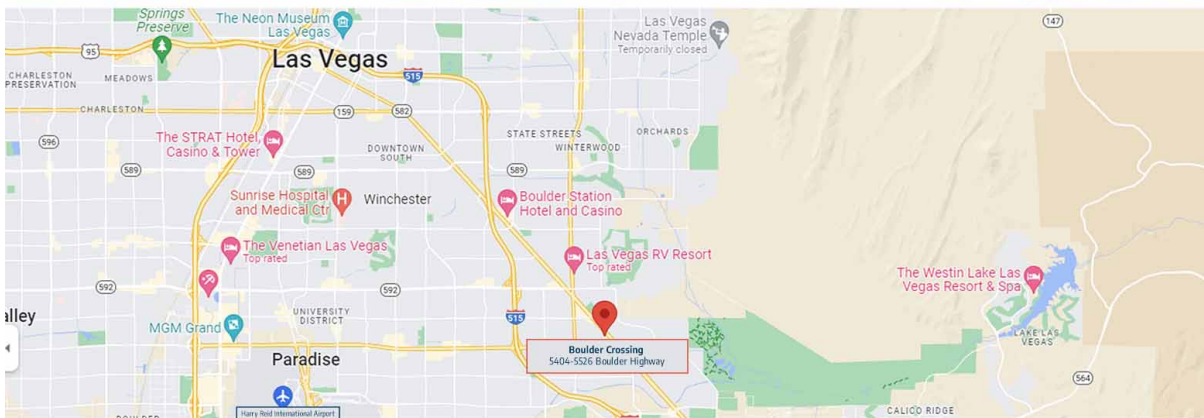 Springs
Preserve
The Neon Museum
Las Vegas
Las Vegas
Nevada Temple
Temporarily closed
147
95
Las Vegas
515
CHARLESTON
PRESERVATION
MEADOWS
CHARLESTON
159
582
596
The STRAT Hotel,
Casino & Tower
DOWNTOWN
SOUTH
STATE STREETS
ORCHARDS
WINTERWOOD
589
589
Sunrise Hospital
and Medical Ctr
H
Winchester
Boulder Station
Hotel and Casino
The Venetian Las Vegas
Top rated
Las Vegas RV Resort
Top rated
The Westin Lake Las
Vegas Resort & Spa
592
592
alley
UNIVERSITY
DISTRICT
515
MGM Grand
Paradise
Boulder Crossing
5404-5526 Boulder Highway
LAKE LAS
VEGAS
564
Harry Reid International Airport
CALICO RIDGE